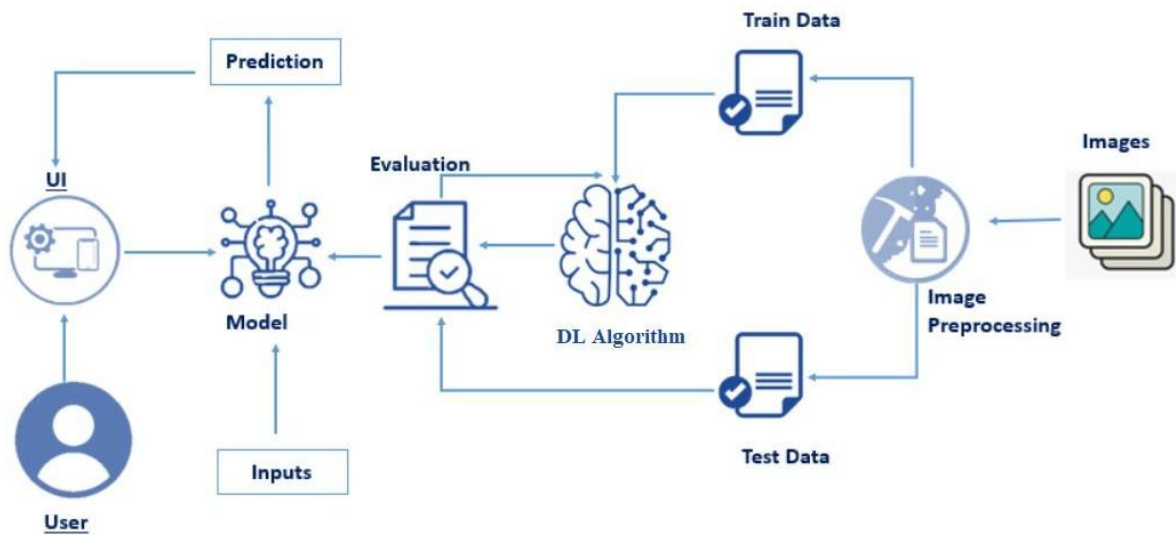 Train Data
Prediction
Images
Evaluation
UI
Model
DL Algorithm
Image
Preprocessing
Inputs
Test Data
User